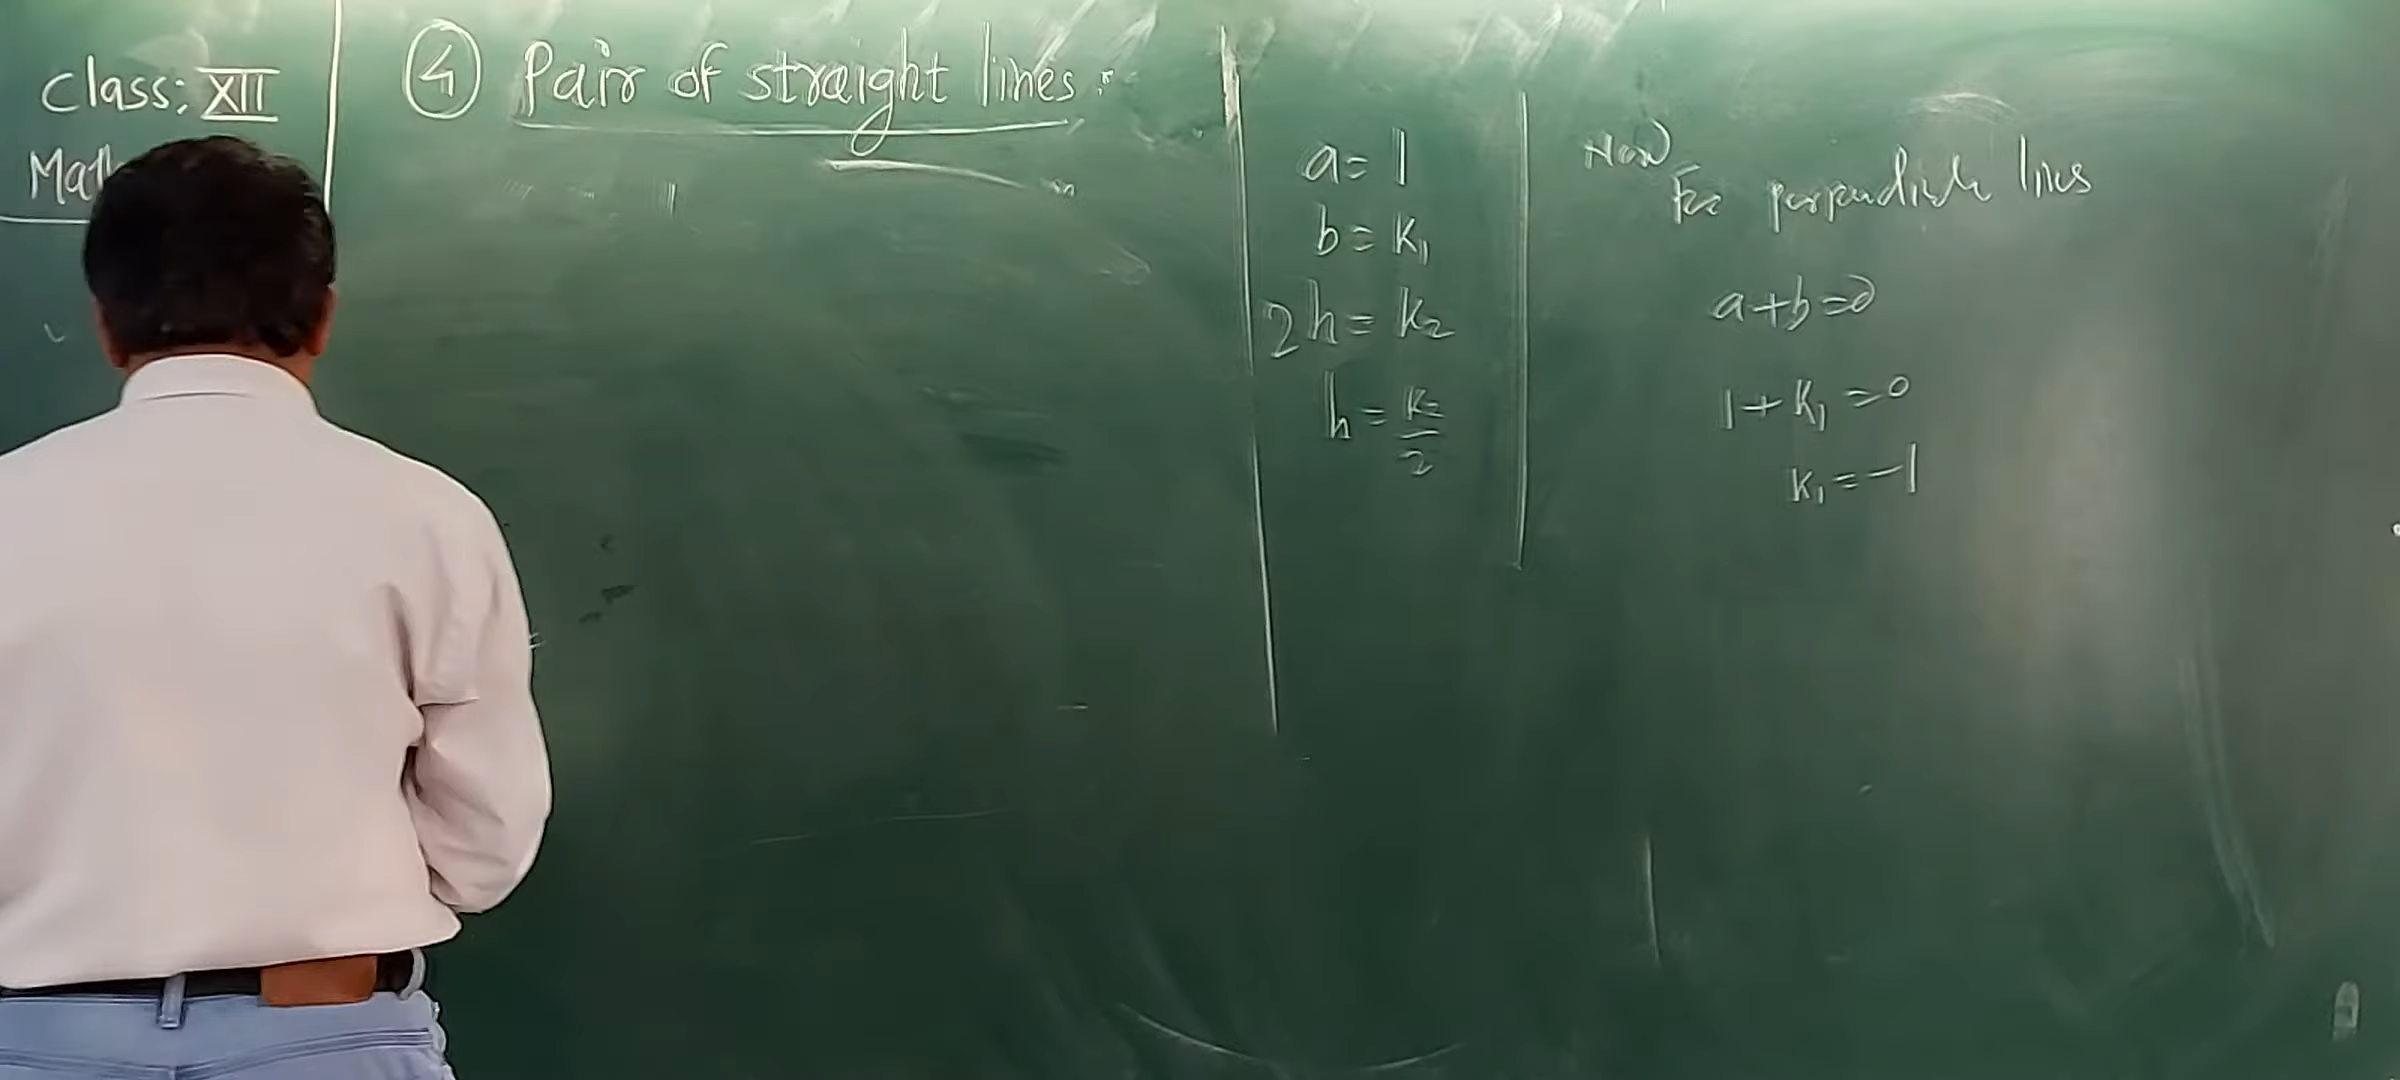 Class: XII
④ Pair of straight lines:
a = 1
b = K₁
2h = K₂
h = K₂/2
Now
For perpendicular lines
a+b=0
1+K₁=0
K₁=-1